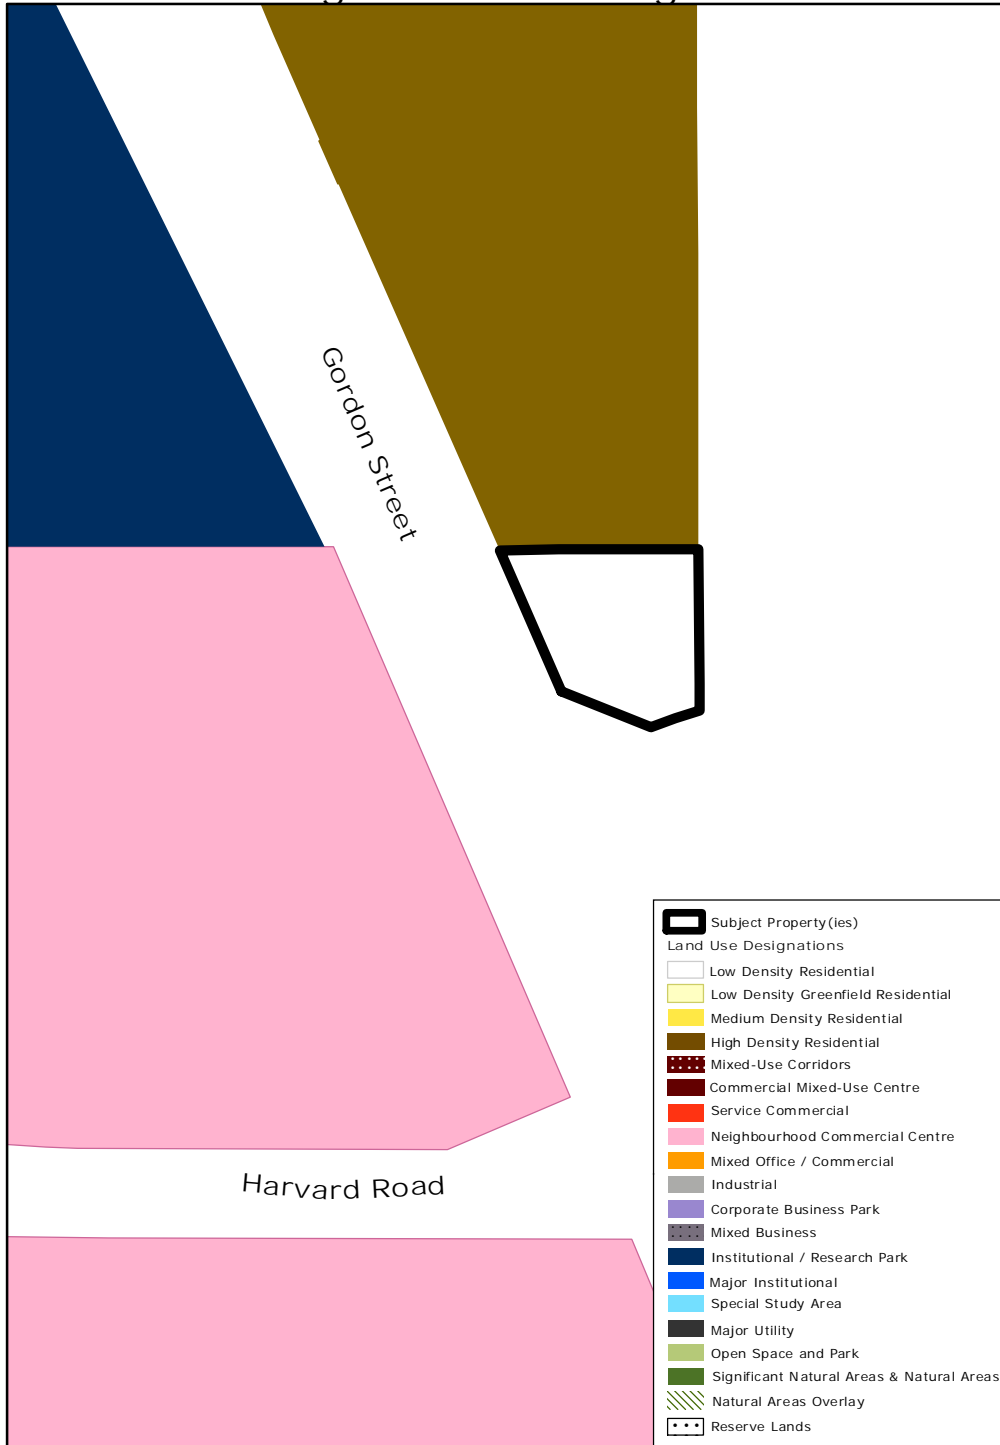 Gordon Street
Harvard Road
Subject Property(ies)
Land Use Designations
Low Density Residential
Low Density Greenfield Residential
Medium Density Residential
High Density Residential
Mixed-Use Corridors
Commercial Mixed-Use Centre
Service Commercial
Neighbourhood Commercial Centre
Mixed Office / Commercial
Industrial
Corporate Business Park
Mixed Business
Institutional / Research Park
Major Institutional
Special Study Area
Major Utility
Open Space and Park
Significant Natural Areas & Natural Areas
Natural Areas Overlay
Reserve Lands